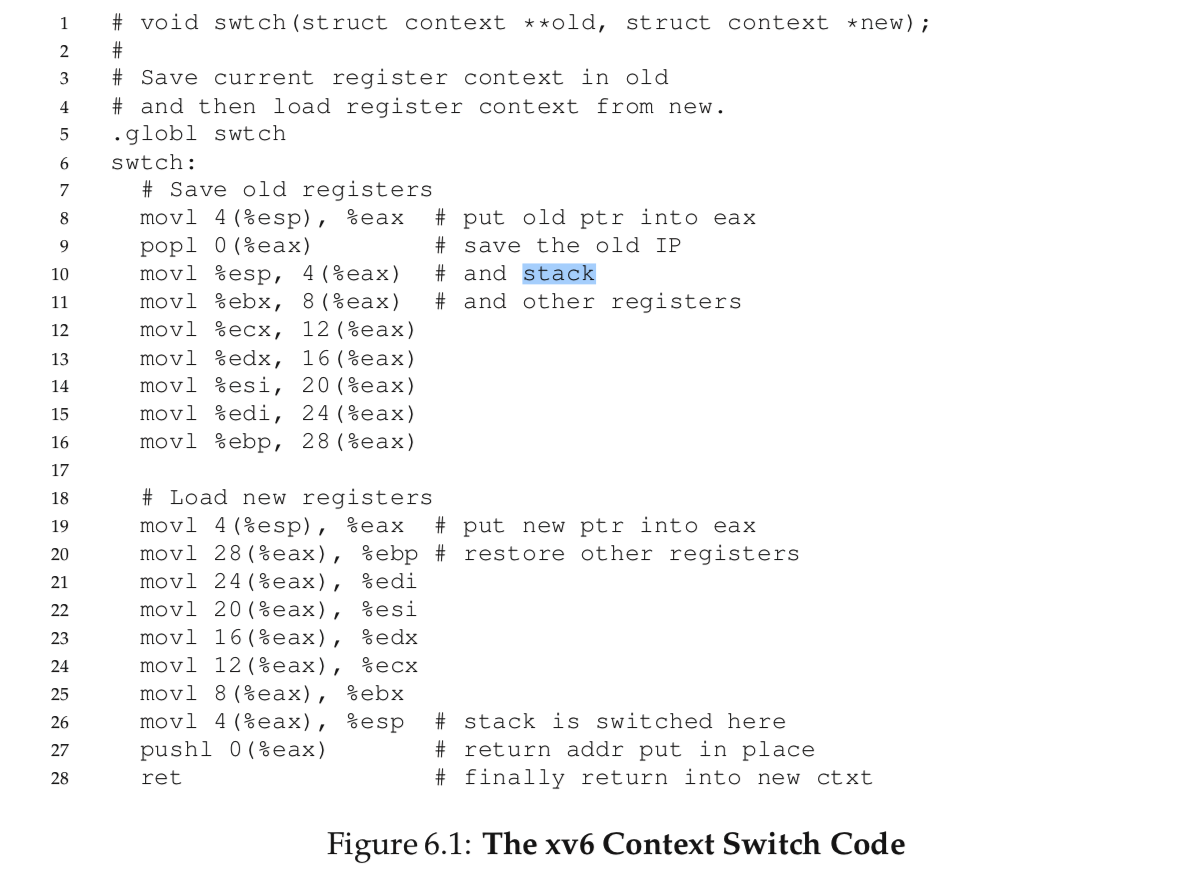 1 # void swtch(struct context **old, struct context *new);
2 #
3 # Save current register context in old
4 # and then load register context from new.
5 .globl swtch
6 swtch:
7 # Save old registers
8 movl 4(%esp), %eax # put old ptr into eax
9 popl 0(%eax) # save the old IP
10 movl %esp, 4(%eax) # and stack
11 movl %ebx, 8(%eax) # and other registers
12 movl %ecx, 12(%eax)
13 movl %edx, 16(%eax)
14 movl %esi, 20(%eax)
15 movl %edi, 24(%eax)
16 movl %ebp, 28(%eax)
17
18 # Load new registers
19 movl 4(%esp), %eax # put new ptr into eax
20 movl 28(%eax), %ebp # restore other registers
21 movl 24(%eax), %edi
22 movl 20(%eax), %esi
23 movl 16(%eax), %edx
24 movl 12(%eax), %ecx
25 movl 8(%eax), %ebx
26 movl 4(%eax), %esp # stack is switched here
27 pushl 0(%eax) # return addr put in place
28 ret # finally return into new ctxt
Figure 6.1: The xv6 Context Switch Code